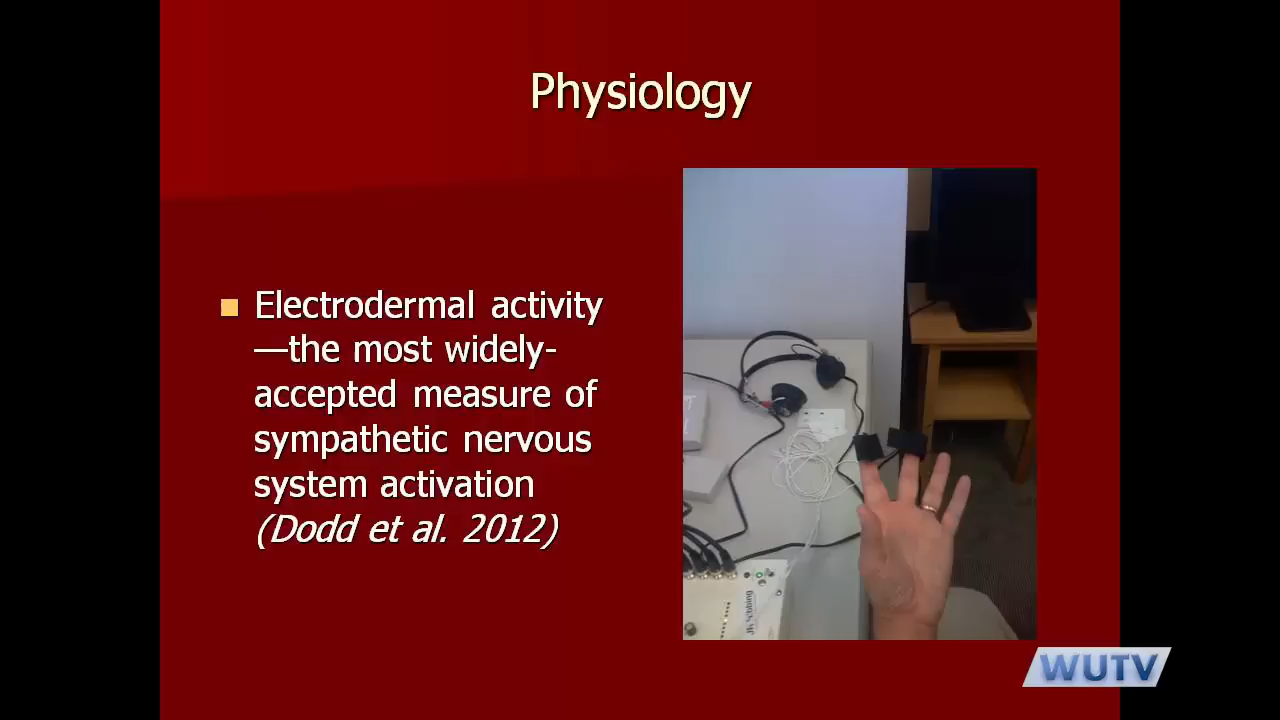 Physiology
Electrodermal activity
—the most widely-
accepted measure of
sympathetic nervous
system activation
(Dodd et al. 2012)
WUTV